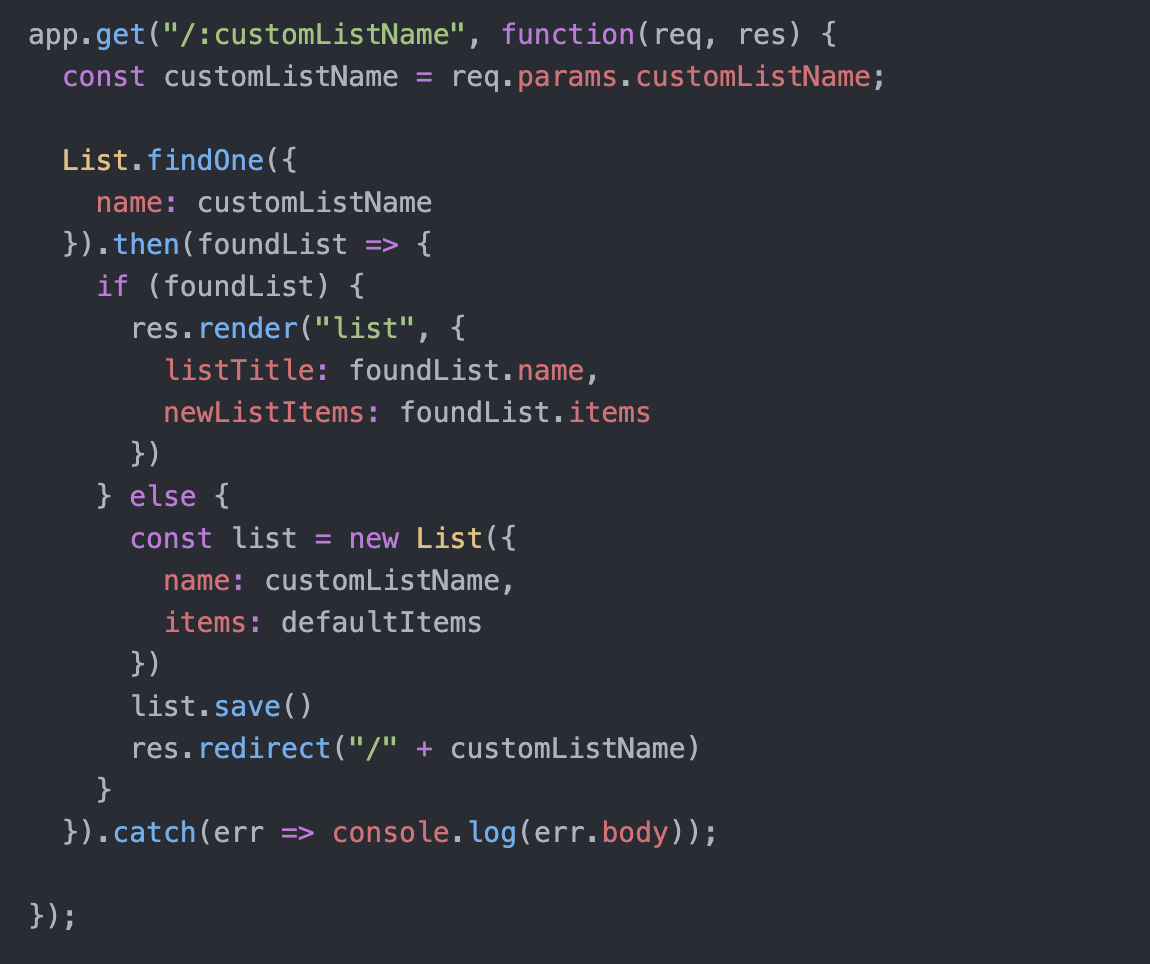 app.get("/:customListName", function(req, res) {
  const customListName = req.params.customListName;

  List.findOne({
    name: customListName
  }).then(foundList => {
    if (foundList) {
      res.render("list", {
        listTitle: foundList.name,
        newListItems: foundList.items
      })
    } else {
      const list = new List({
        name: customListName,
        items: defaultItems
      })
      list.save()
      res.redirect("/" + customListName)
    }
  }).catch(err => console.log(err.body));

});